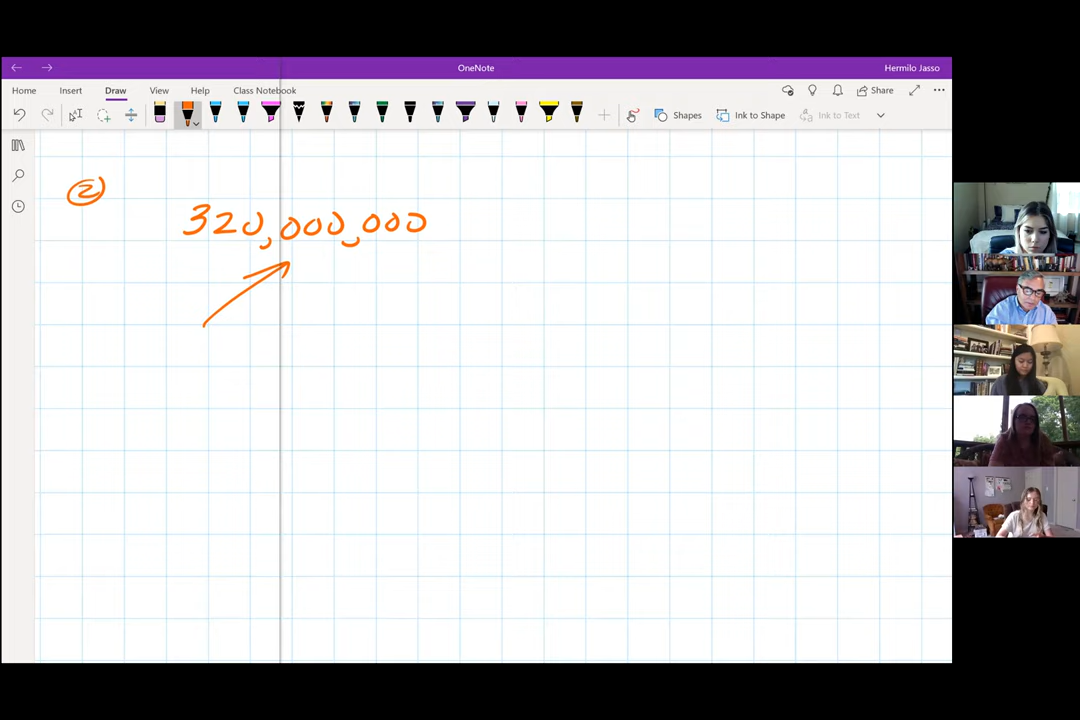 OneNote
Hermilo Jasso
Home Insert Draw View Help Class Notebook
Share
Shapes Ink to Shape Ink to Text
2
320,000,000